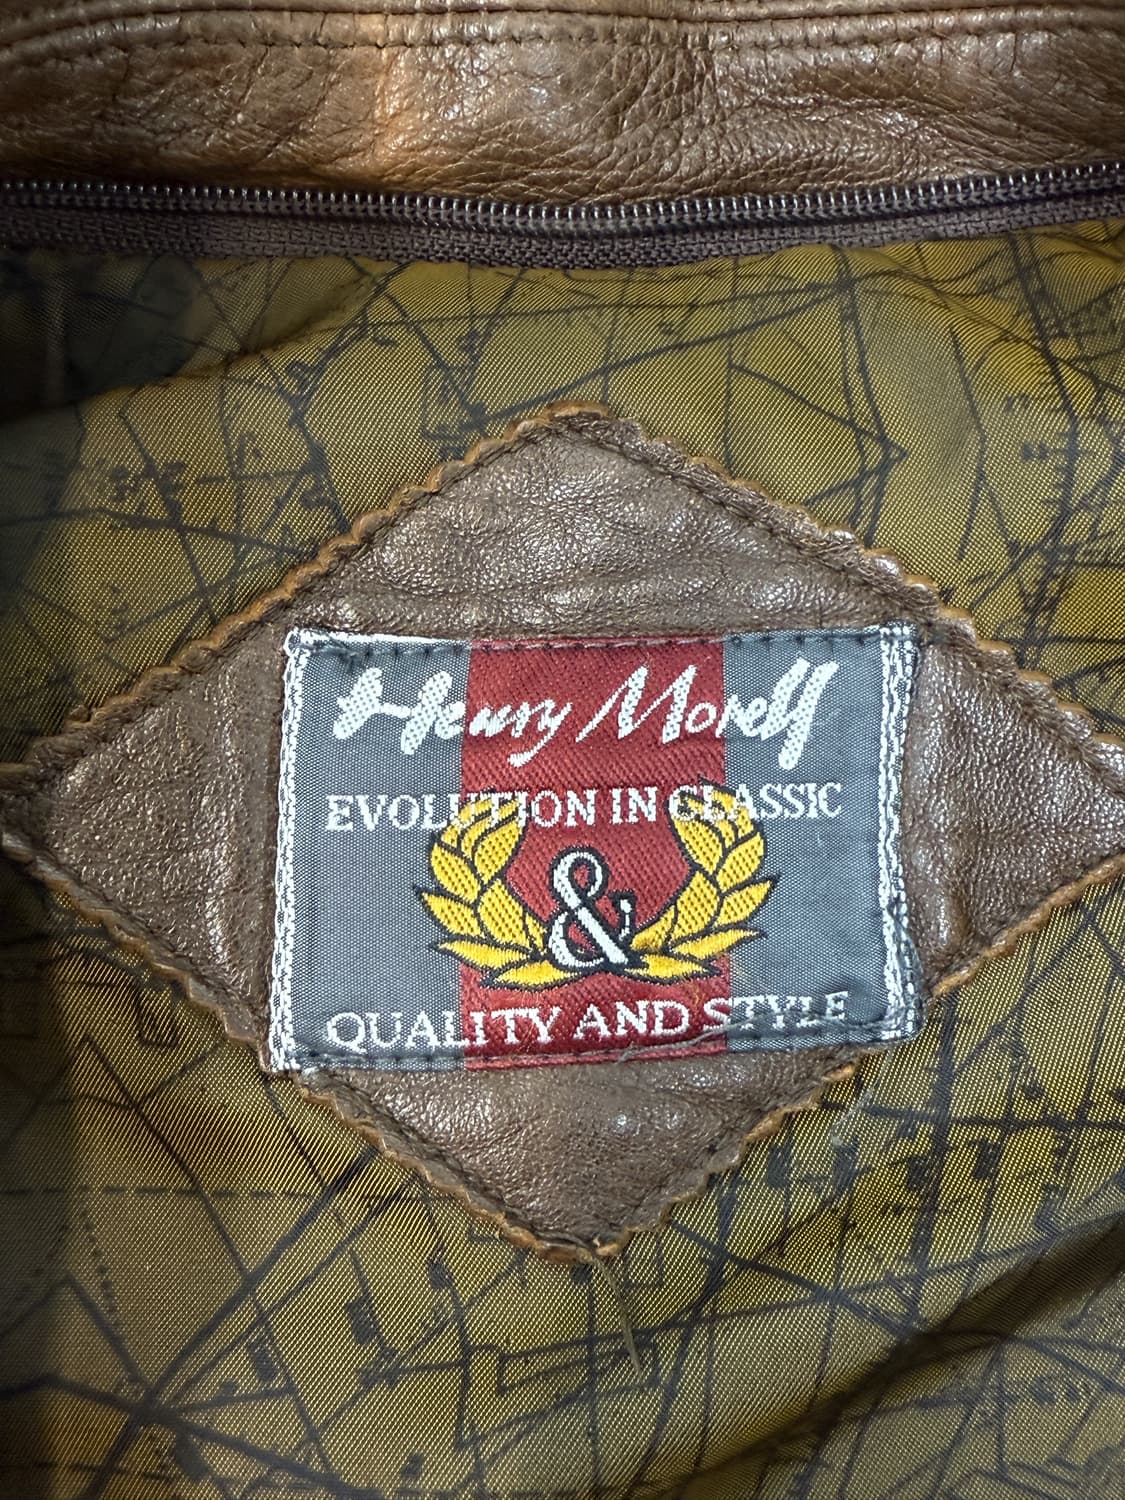 Henry Morell
EVOLUTION IN CLASSIC
&
QUALITY AND STYLE